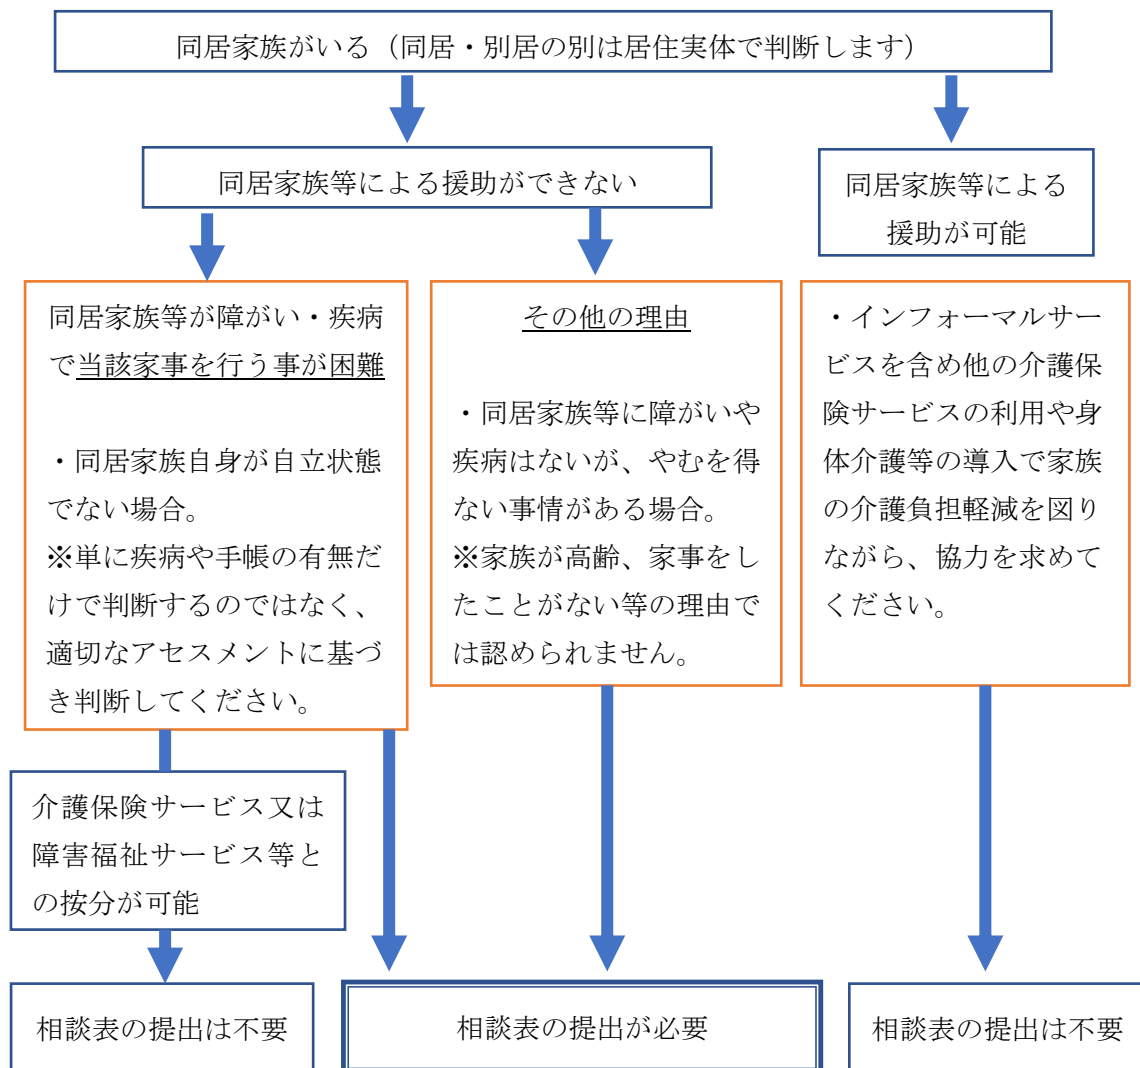 同居家族がいる（同居・別居の別は居住実体で判断します）
同居家族等による援助ができない
同居家族等による
援助が可能
同居家族等が障がい・疾病
で当該家事を行う事が困難
・同居家族自身が自立状態
でない場合。
※単に疾病や手帳の有無だ
けで判断するのではなく、
適切なアセスメントに基づ
き判断してください。
その他の理由
・同居家族等に障がいや
疾病はないが、やむを得
ない事情がある場合。
※家族が高齢、家事をし
たことがない等の理由で
は認められません。
・インフォーマルサー
ビスを含め他の介護保
険サービスの利用や身
体介護等の導入で家族
の介護負担軽減を図り
ながら、協力を求めて
ください。
介護保険サービス又は
障害福祉サービス等と
の按分が可能
相談表の提出は不要
相談表の提出が必要
相談表の提出は不要